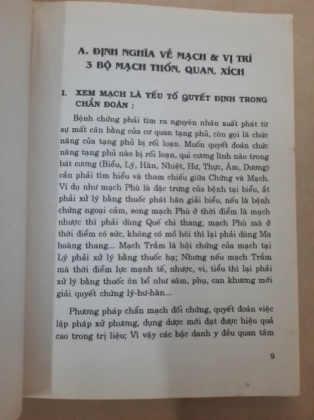 A. ĐỊNH NGHĨA VỀ MẠCH & VỊ TRÍ
3 BỘ MẠCH THỐN, QUAN, XÍCH
I. XEM MẠCH LÀ YẾU TỐ QUYẾT ĐỊNH TRONG
CHẨN ĐOÁN :
Bệnh chứng phải tìm ra nguyên nhân xuất phát từ
sự mất cân bằng của cơ quan tạng phủ, còn gọi là chức
năng của tạng phủ bị rối loạn. Muốn quyết đoán chức
năng tạng phủ nào bị rối loạn, qui cương lĩnh nào trong
bát cương (Biểu, Lý, Hàn, Nhiệt, Hư, Thực, Âm, Dương)
cần phải tìm hiểu và tham chiếu giữa Chứng và Mạch.
Ví dụ như mạch Phù là đặc trưng của bệnh tại biểu, ắt
phải xử lý bằng thuốc phát hãn giải biểu, nếu là bệnh
chứng ngoại cảm, song mạch Phù ở thời điểm là mạch
nhược thì phải dùng Quế chi thang, mạch Phù mà ở
thời điểm có sức, không có mồ hôi thì lại phải dùng Ma
hoàng thang... Mạch Trầm là hội chứng của mạch tại
Lý phải xử lý bằng thuốc hạ; Nhưng nếu mạch Trầm
mà thời điểm lực mạnh tế, nhược, vi, tiểu thì lại phải
xử lý bằng thuốc ôn bổ như sâm, phụ, can khương mới
giải quyết chứng lý-hư-hàn...
Phương pháp chẩn mạch đối chứng, quyết đoán việc
lập pháp xử phương, dụng dược mới đạt được hiệu quả
cao trong trị liệu; Vì vậy các bậc danh y đều quan tâm
9